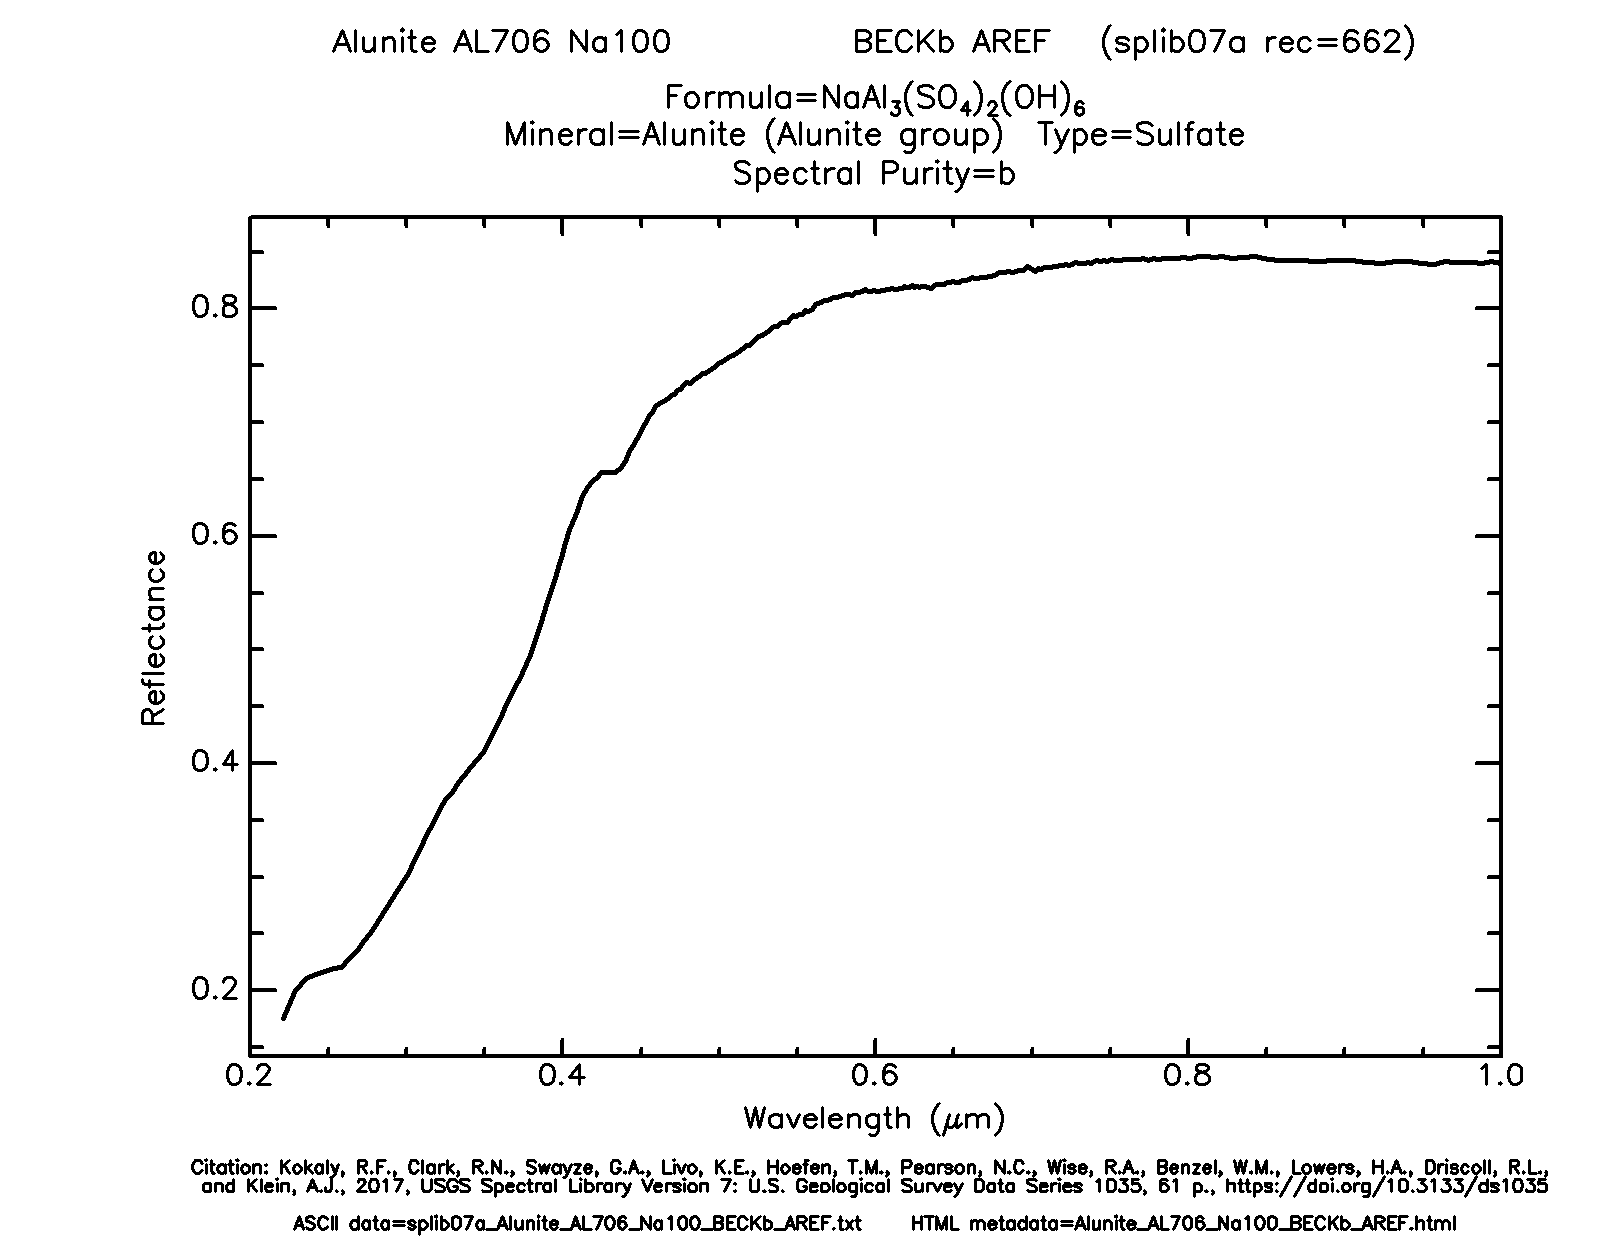 Alunite AL706 Na100 BECKb AREF (splib07a rec=662)
Formula=NaAl3(SO4)2(OH)6
Mineral=Alunite (Alunite group) Type=Sulfate
Spectral Purity=b
0.8
0.6
0.4
0.2
Reflectance
0.2 0.4 0.6 0.8 1.0
Wavelength (μm)
Citation: Kokaly, R.F., Clark, R.N., Swayze, G.A., Livo, K.E., Hoefen, T.M., Pearson, N.C., Wise, R.A., Benzel, W.M., Lowers, H.A., Driscoll, R.L.,
and Klein, A.J., 2017, USGS Spectral Library Version 7: U.S. Geological Survey Data Series 1035, 61 p., https://doi.org/10.3133/ds1035
ASCII data=splib07a_Alunite_AL706_Na100_BECKb_AREF.txt HTML metadata=Alunite_AL706_Na100_BECKb_AREF.html